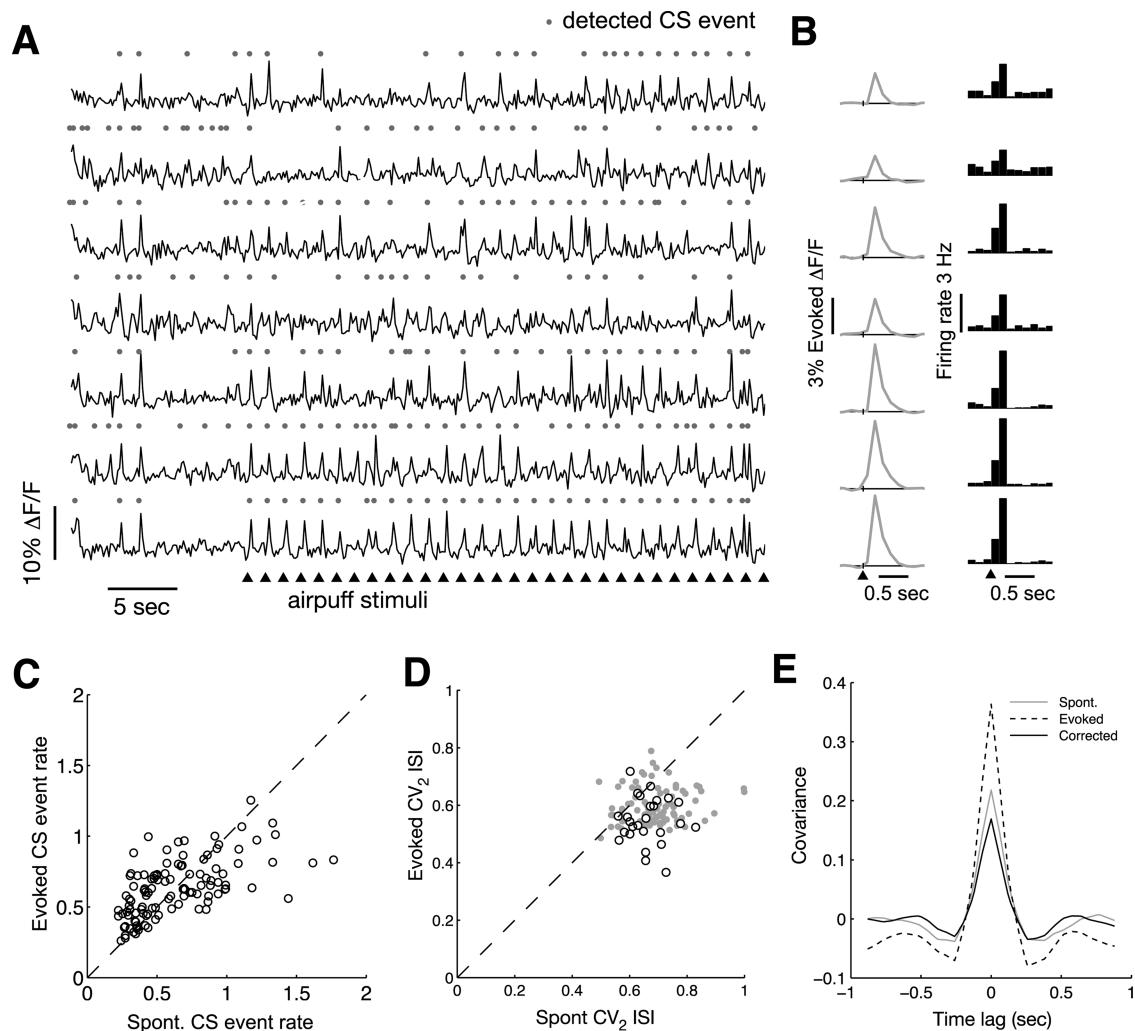 A
detected CS event
B
10% ΔF/F
5 sec
airpuff stimuli
3% Evoked ΔF/F
0.5 sec
Firing rate 3 Hz
0.5 sec
C
Evoked CS event rate
2
1.5
1
0.5
0
0 0.5 1 1.5 2
Spont. CS event rate
D
Evoked CV₂ ISI
1
0.8
0.6
0.4
0.2
0
0 0.2 0.4 0.6 0.8 1
Spont CV₂ ISI
E
Covariance
0.4
0.3
0.2
0.1
0
−0.1
−1 −0.5 0 0.5 1
Time lag (sec)
Spont.
Evoked
Corrected